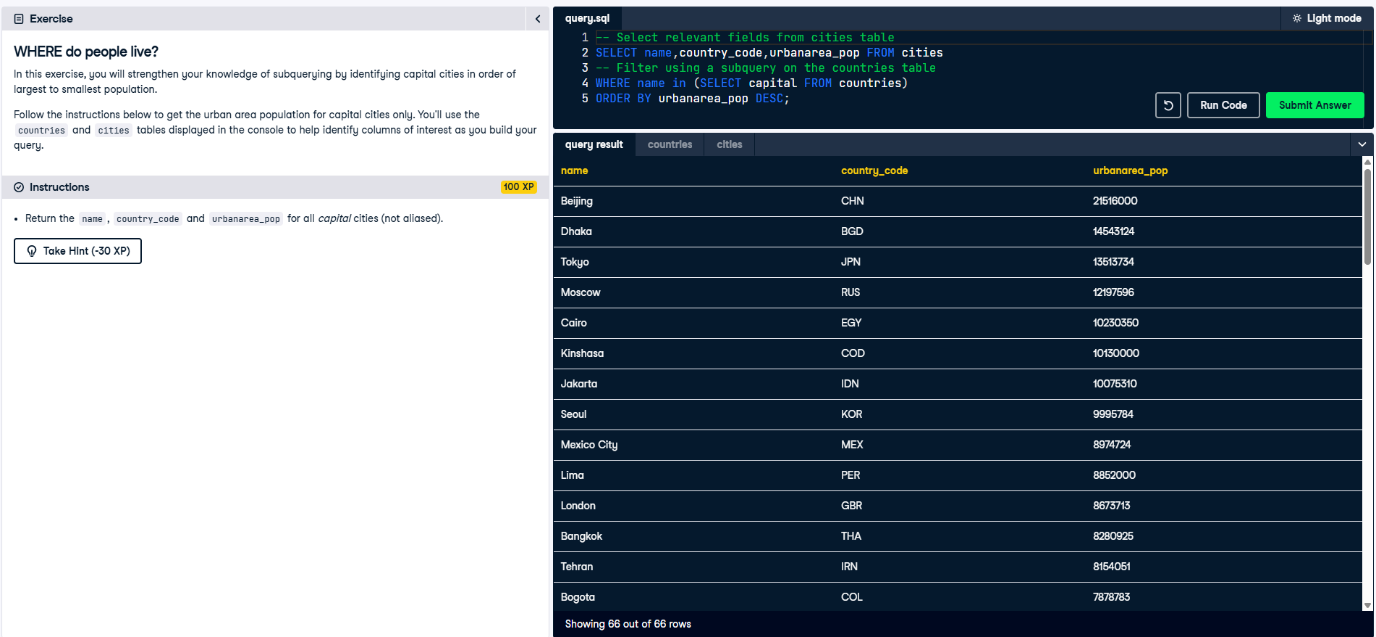 Exercise
WHERE do people live?
In this exercise, you will strengthen your knowledge of subquerying by identifying capital cities in order of
largest to smallest population.
Follow the instructions below to get the urban area population for capital cities only. You'll use the
countries and cities tables displayed in the console to help identify columns of interest as you build your
query.
Instructions
100 XP
• Return the name , country_code and urbanarea_pop for all capital cities (not aliased).
Take Hint (-30 XP)
query.sql
Light mode
1 -- Select relevant fields from cities table
2 SELECT name,country_code,urbanarea_pop FROM cities
3 -- Filter using a subquery on the countries table
4 WHERE name in (SELECT capital FROM countries)
5 ORDER BY urbanarea_pop DESC;
Run Code
Submit Answer
query result countries cities
name country_code urbanarea_pop
Beijing CHN 21516000
Dhaka BGD 14543124
Tokyo JPN 13513734
Moscow RUS 12197596
Cairo EGY 10230350
Kinshasa COD 10130000
Jakarta IDN 10075310
Seoul KOR 9995784
Mexico City MEX 8974724
Lima PER 8852000
London GBR 8673713
Bangkok THA 8280925
Tehran IRN 8154051
Bogota COL 7878783
Showing 66 out of 66 rows